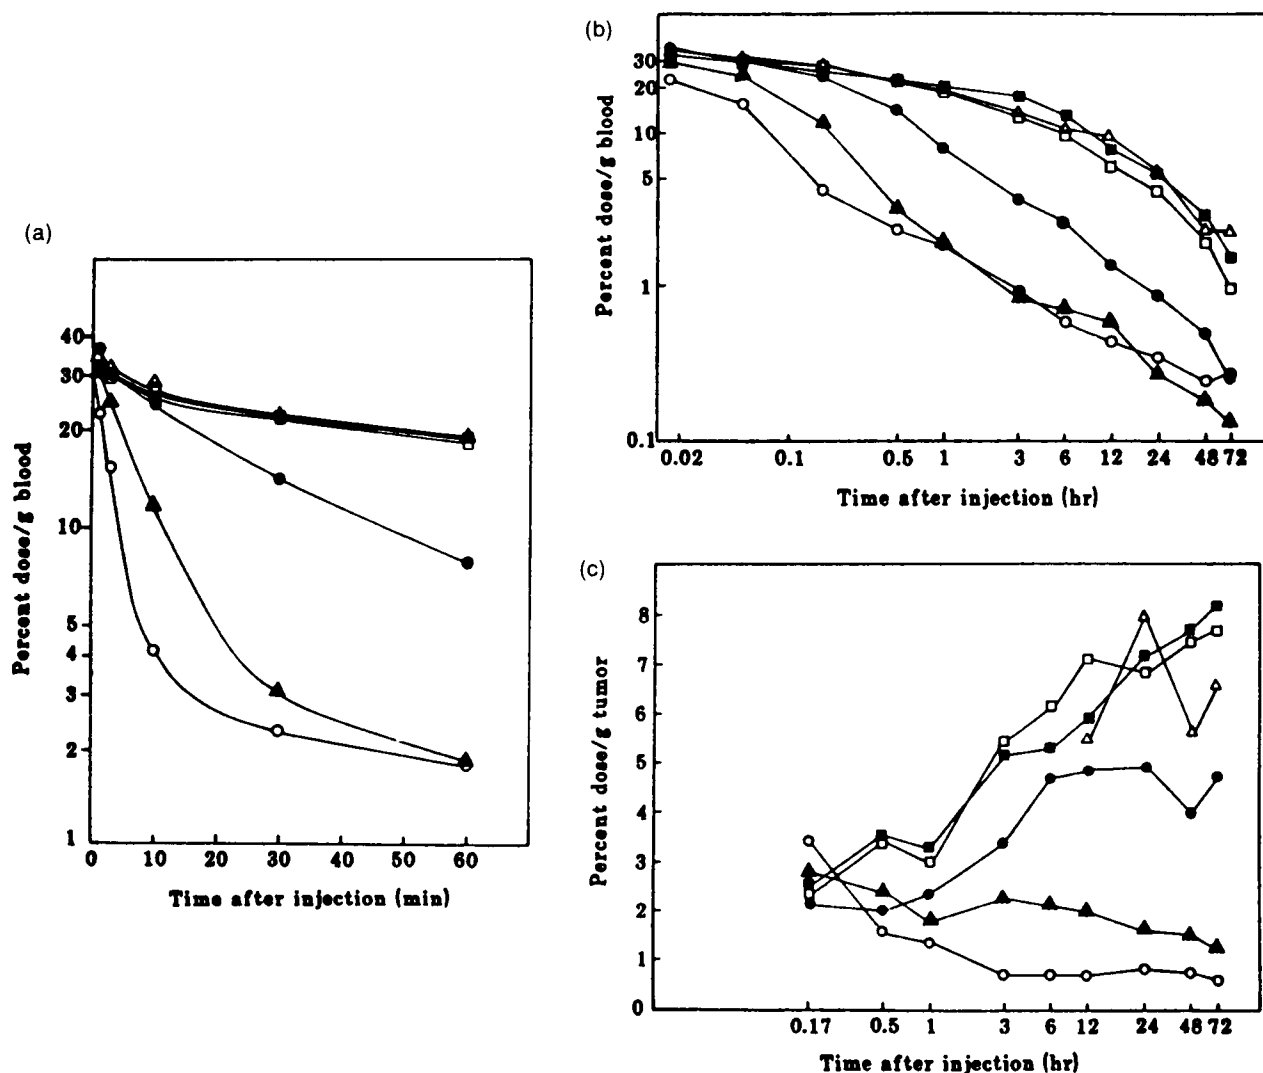 (a)
Percent dose/g blood
40
30
20
10
5
4
3
2
1
0 10 20 30 40 50 60
Time after injection (min)
(b)
Percent dose/g blood
30
20
10
5
1
0.1
0.02 0.1 0.5 1 3 6 12 24 48 72
Time after injection (hr)
(c)
Percent dose/g tumor
8
7
6
5
4
3
2
1
0
0.17 0.5 1 3 6 12 24 48 72
Time after injection (hr)